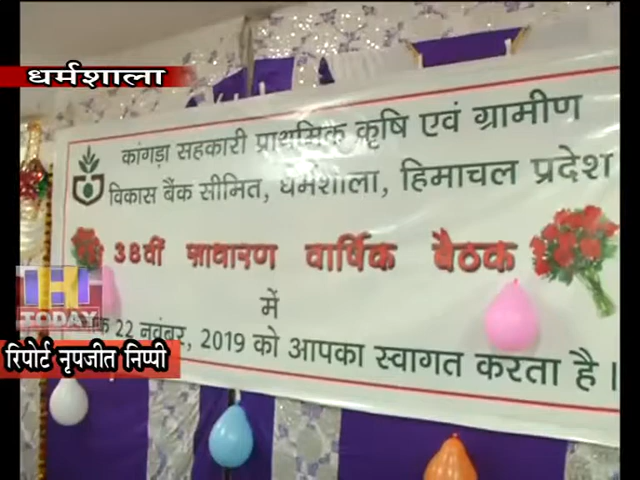 धर्मशाला
कांगड़ा सहकारी प्राथमिक कृषि एवं ग्रामीण
विकास बैंक सीमित, धर्मशाला, हिमाचल प्रदेश
38वीं साधारण वार्षिक बैठक
में
22 नवंबर, 2019 को आपका स्वागत करता है।
H
TODAY
रिपोर्ट नृपजीत निप्पी